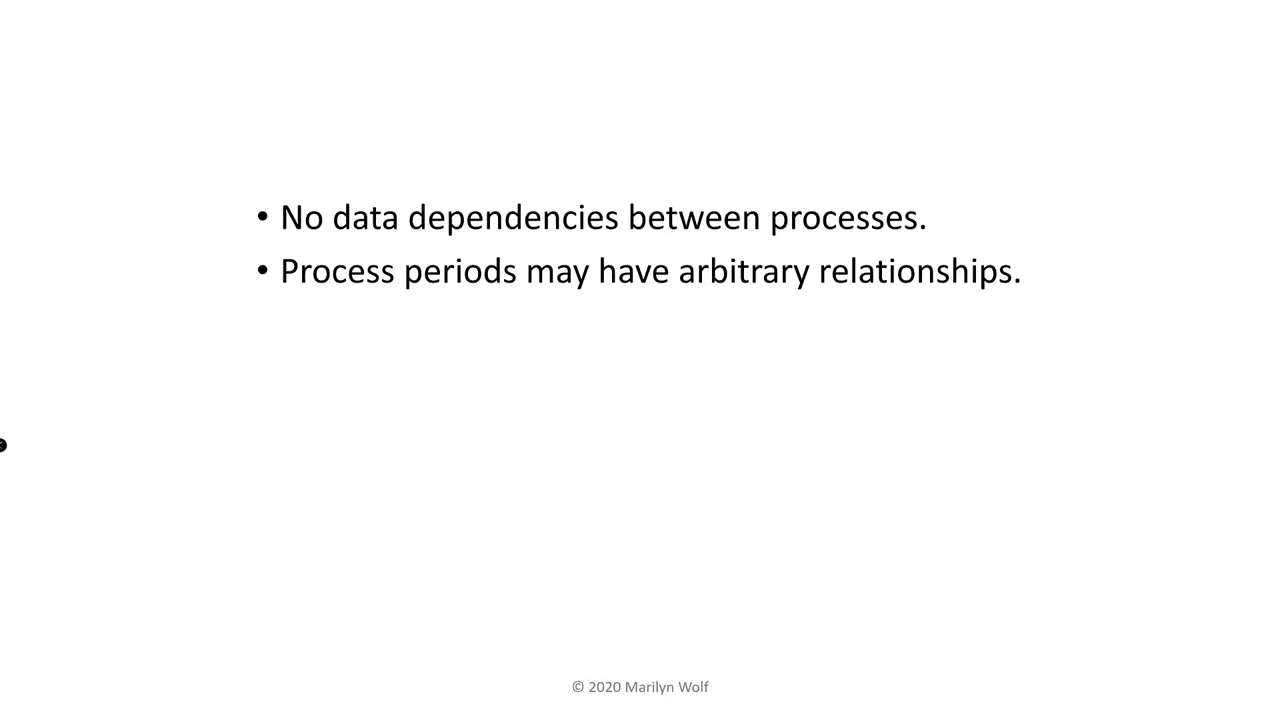 • No data dependencies between processes.
• Process periods may have arbitrary relationships.
© 2020 Marilyn Wolf